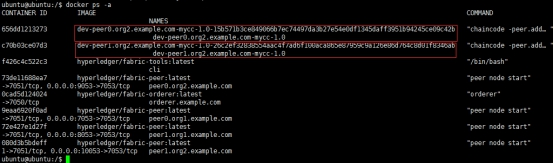 ubuntu@ubuntu:/$ docker ps -a
CONTAINER ID IMAGE COMMAND
NAMES
656dd1213273 dev-peer0.org2.example.com-mycc-1.0-15b571b3ce849066b7ec74497da3b27e54e0df1345daff3951b94245ce09c42b "chaincode -peer.add…"
dev-peer0.org2.example.com-mycc-1.0
c70b03ce07d3 dev-peer1.org2.example.com-mycc-1.0-26c2ef32838554aac4f7ad6f100aca865e87959c9a126e06d764c8d01f8346ab "chaincode -peer.add…"
dev-peer1.org2.example.com-mycc-1.0
f426c4c522c3 hyperledger/fabric-tools:latest "/bin/bash"
cli
73de11688ea7 hyperledger/fabric-peer:latest "peer node start"
->7051/tcp, 0.0.0.0:9053->7053/tcp peer0.org2.example.com
0cad5d124024 hyperledger/fabric-orderer:latest "orderer"
->7050/tcp orderer.example.com
9eaa6920f0ad hyperledger/fabric-peer:latest "peer node start"
->7051/tcp, 0.0.0.0:7053->7053/tcp peer0.org1.example.com
72e427e1d27f hyperledger/fabric-peer:latest "peer node start"
->7051/tcp, 0.0.0.0:8053->7053/tcp peer1.org1.example.com
080d3b5bdeff hyperledger/fabric-peer:latest "peer node start"
1->7051/tcp, 0.0.0.0:10053->7053/tcp peer1.org2.example.com
ubuntu@ubuntu:/$